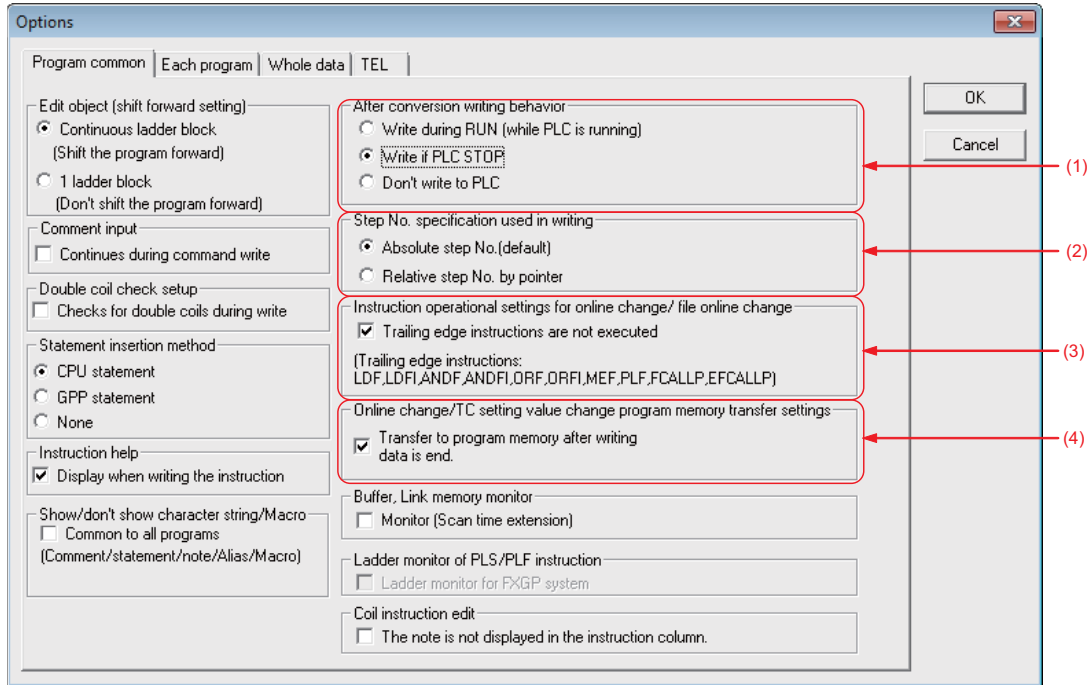 Options
Program common
Each program
Whole data
TEL
Edit object (shift forward setting)
Continuous ladder block
(Shift the program forward)
1 ladder block
(Don't shift the program forward)
Comment input
Continues during command write
Double coil check setup
Checks for double coils during write
Statement insertion method
CPU statement
GPP statement
None
Instruction help
Display when writing the instruction
Show/don't show character string/Macro
Common to all programs
(Comment/statement/note/Alias/Macro)
After conversion writing behavior
Write during RUN (while PLC is running)
Write if PLC STOP
Don't write to PLC
(1)
Step No. specification used in writing
Absolute step No.(default)
Relative step No. by pointer
(2)
Instruction operational settings for online change/ file online change
Trailing edge instructions are not executed
(Trailing edge instructions:
LDF,LDFI,ANDF,ANDFI,ORF,ORFI,MEF,PLF,FCALLP,EFCALLP)
(3)
Online change/TC setting value change program memory transfer settings
Transfer to program memory after writing
data is end.
(4)
Buffer, Link memory monitor
Monitor (Scan time extension)
Ladder monitor of PLS/PLF instruction
Ladder monitor for FXGP system
Coil instruction edit
The note is not displayed in the instruction column.
OK
Cancel